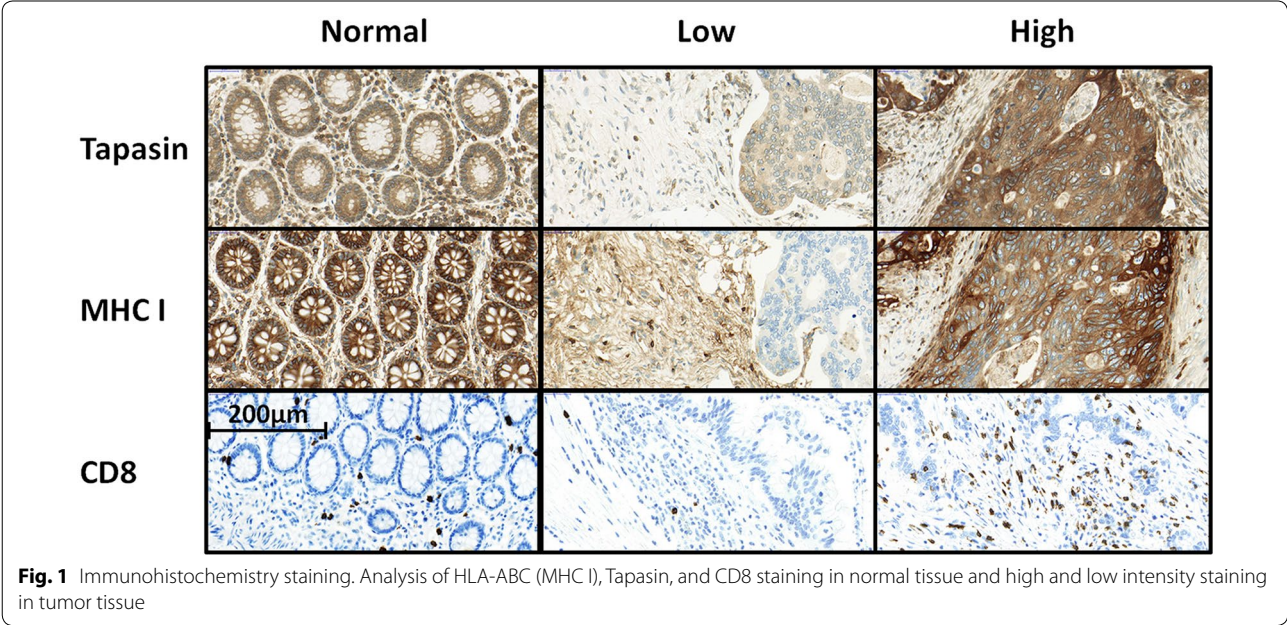 Normal Low High
Tapasin
MHC I
200μm
CD8
Fig. 1 Immunohistochemistry staining. Analysis of HLA-ABC (MHC I), Tapasin, and CD8 staining in normal tissue and high and low intensity staining
in tumor tissue